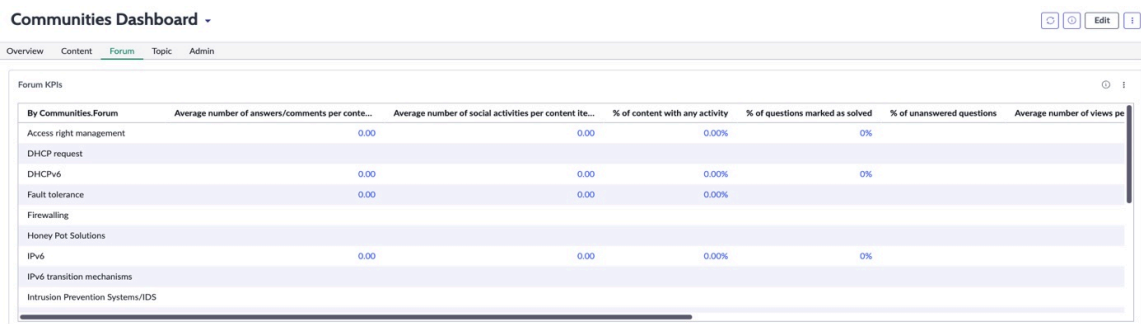 Communities Dashboard
Edit
Overview Content Forum Topic Admin
Forum KPIs
By Communities.Forum Average number of answers/comments per conte... Average number of social activities per content ite... % of content with any activity % of questions marked as solved % of unanswered questions Average number of views pe
Access right management 0.00 0.00 0.00% 0%
DHCP request
DHCPv6 0.00 0.00 0.00% 0%
Fault tolerance 0.00 0.00 0.00%
Firewalling
Honey Pot Solutions
IPv6 0.00 0.00 0.00% 0%
IPv6 transition mechanisms
Intrusion Prevention Systems/IDS